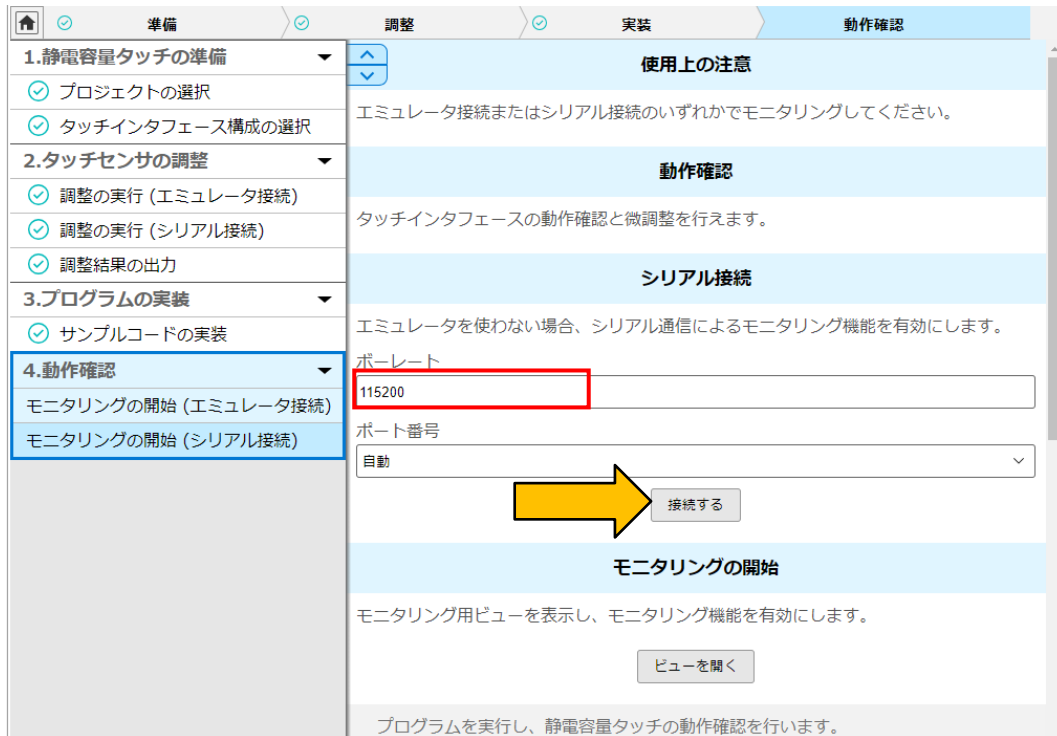 準備
調整
実装
動作確認
1.静電容量タッチの準備
プロジェクトの選択
タッチインタフェース構成の選択
2.タッチセンサの調整
調整の実行 (エミュレータ接続)
調整の実行 (シリアル接続)
調整結果の出力
3.プログラムの実装
サンプルコードの実装
4.動作確認
モニタリングの開始 (エミュレータ接続)
モニタリングの開始 (シリアル接続)
使用上の注意
エミュレータ接続またはシリアル接続のいずれかでモニタリングしてください。
動作確認
タッチインタフェースの動作確認と微調整を行えます。
シリアル接続
エミュレータを使わない場合、シリアル通信によるモニタリング機能を有効にします。
ボーレート
115200
ポート番号
自動
接続する
モニタリングの開始
モニタリング用ビューを表示し、モニタリング機能を有効にします。
ビューを開く
プログラムを実行し、静電容量タッチの動作確認を行います。